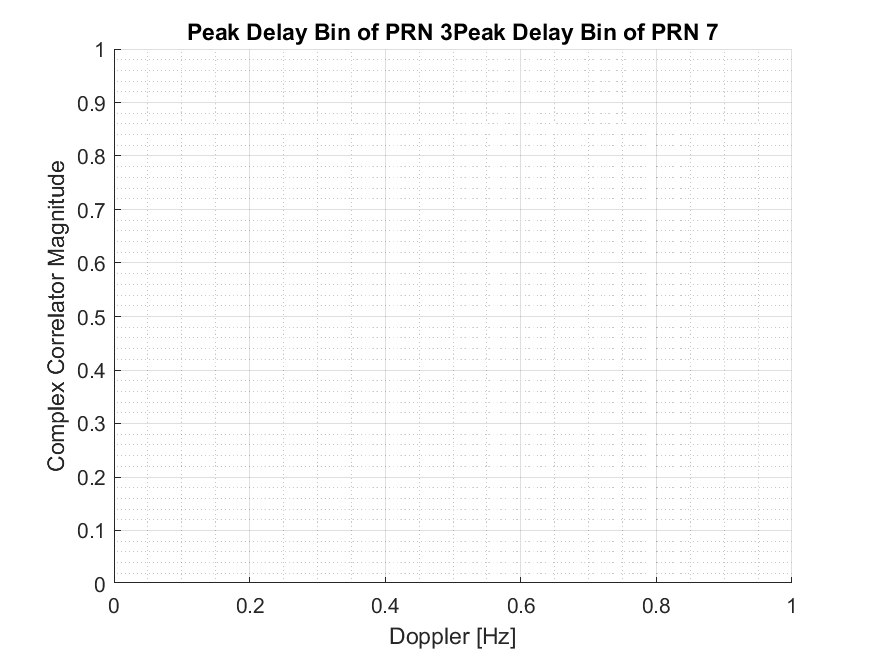 Peak Delay Bin of PRN 3Peak Delay Bin of PRN 7
1
0.9
0.8
0.7
0.6
0.5
0.4
0.3
0.2
0.1
0
Complex Correlator Magnitude
0 0.2 0.4 0.6 0.8 1
Doppler [Hz]